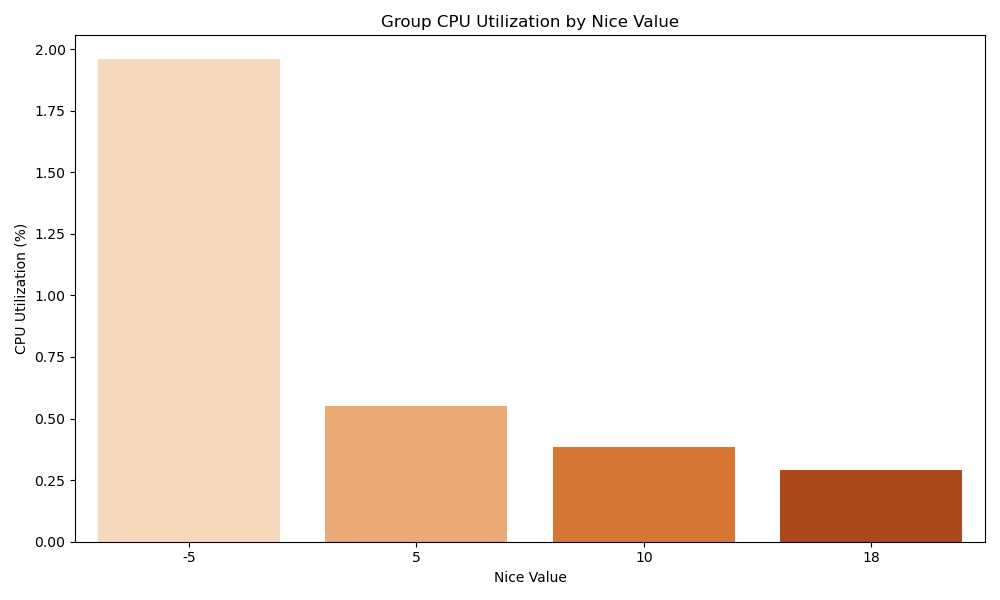 Group CPU Utilization by Nice Value
2.00
1.75
1.50
1.25
1.00
0.75
0.50
0.25
0.00
CPU Utilization (%)
-5 5 10 18
Nice Value